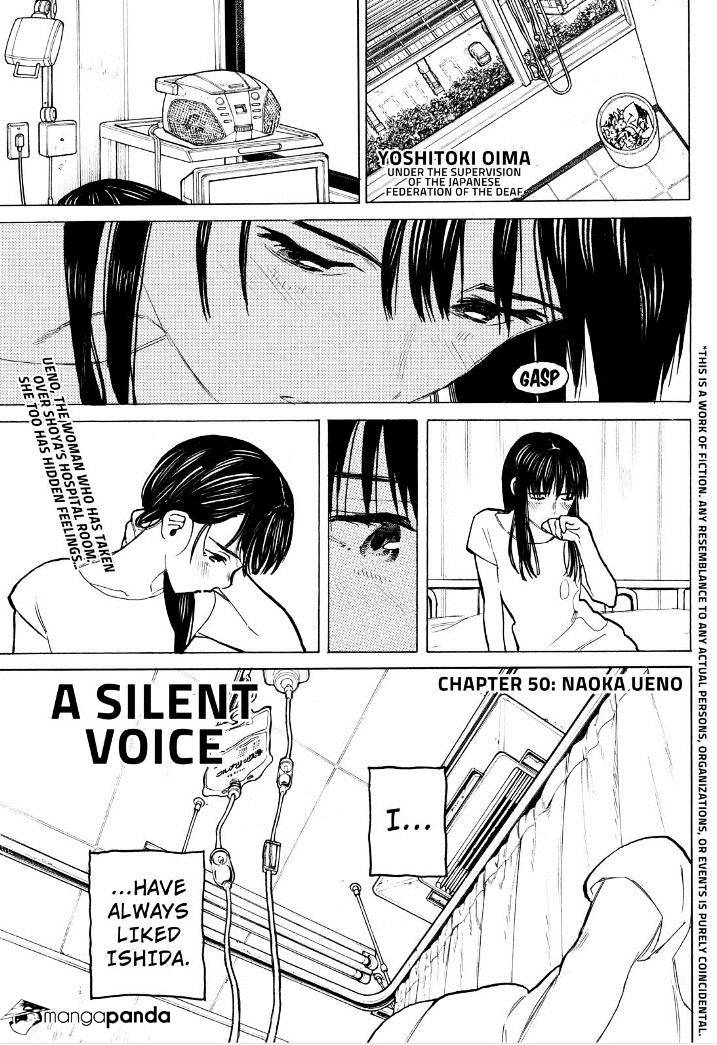 YOSHITOKI OIMA
UNDER THE SUPERVISION
OF THE JAPANESE
FEDERATION OF THE DEAF
GASP
UENO, THE WOMAN WHO HAS TAKEN
OVER SHOYA'S HOSPITAL ROOM!
SHE TOO HAS HIDDEN FEELINGS...
A SILENT
VOICE
CHAPTER 50: NAOKA UENO
I...
...HAVE
ALWAYS
LIKED
ISHIDA.
*THIS IS A WORK OF FICTION. ANY RESEMBLANCE TO ANY ACTUAL PERSONS, ORGANIZATIONS, OR EVENTS IS PURELY COINCIDENTAL.
mangapanda